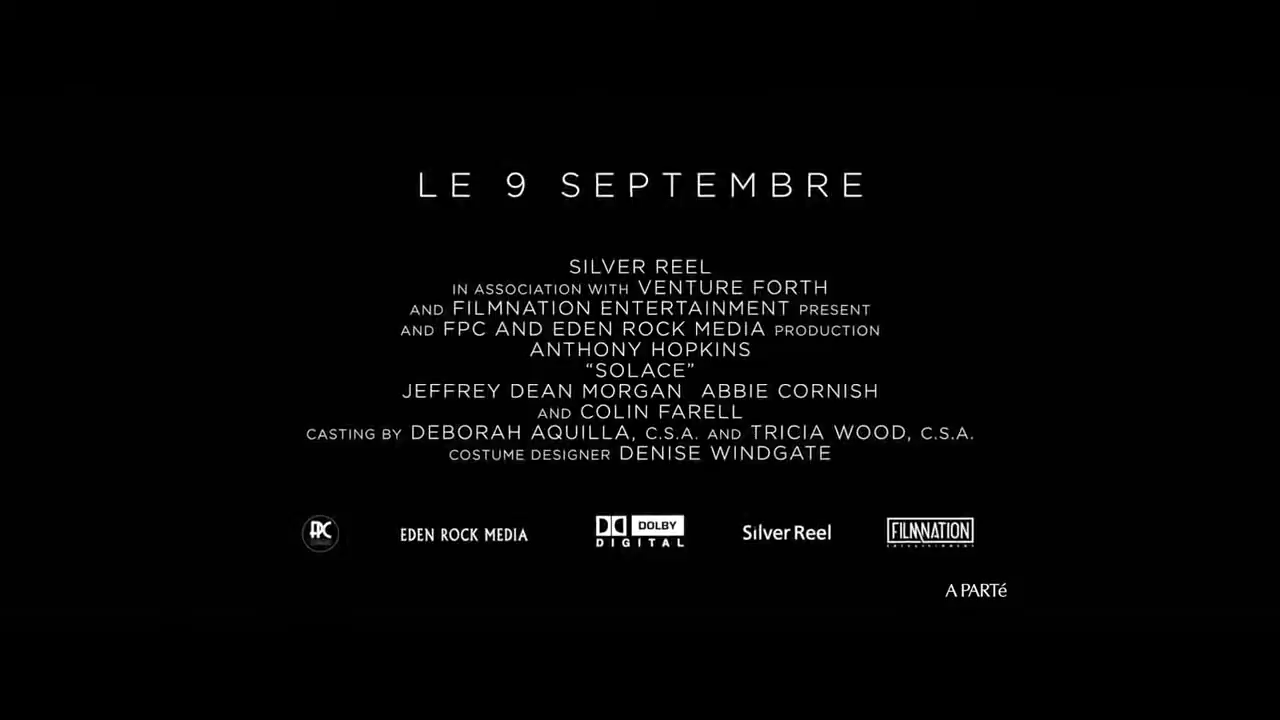 LE 9 SEPTEMBRE
SILVER REEL
IN ASSOCIATION WITH VENTURE FORTH
AND FILMNATION ENTERTAINMENT PRESENT
AND FPC AND EDEN ROCK MEDIA PRODUCTION
ANTHONY HOPKINS
“SOLACE”
JEFFREY DEAN MORGAN ABBIE CORNISH
AND COLIN FARELL
CASTING BY DEBORAH AQUILLA, C.S.A. AND TRICIA WOOD, C.S.A.
COSTUME DESIGNER DENISE WINDGATE
FPC EDEN ROCK MEDIA DOLBY DIGITAL Silver Reel FILMNATION ENTERTAINMENT
A PARTé